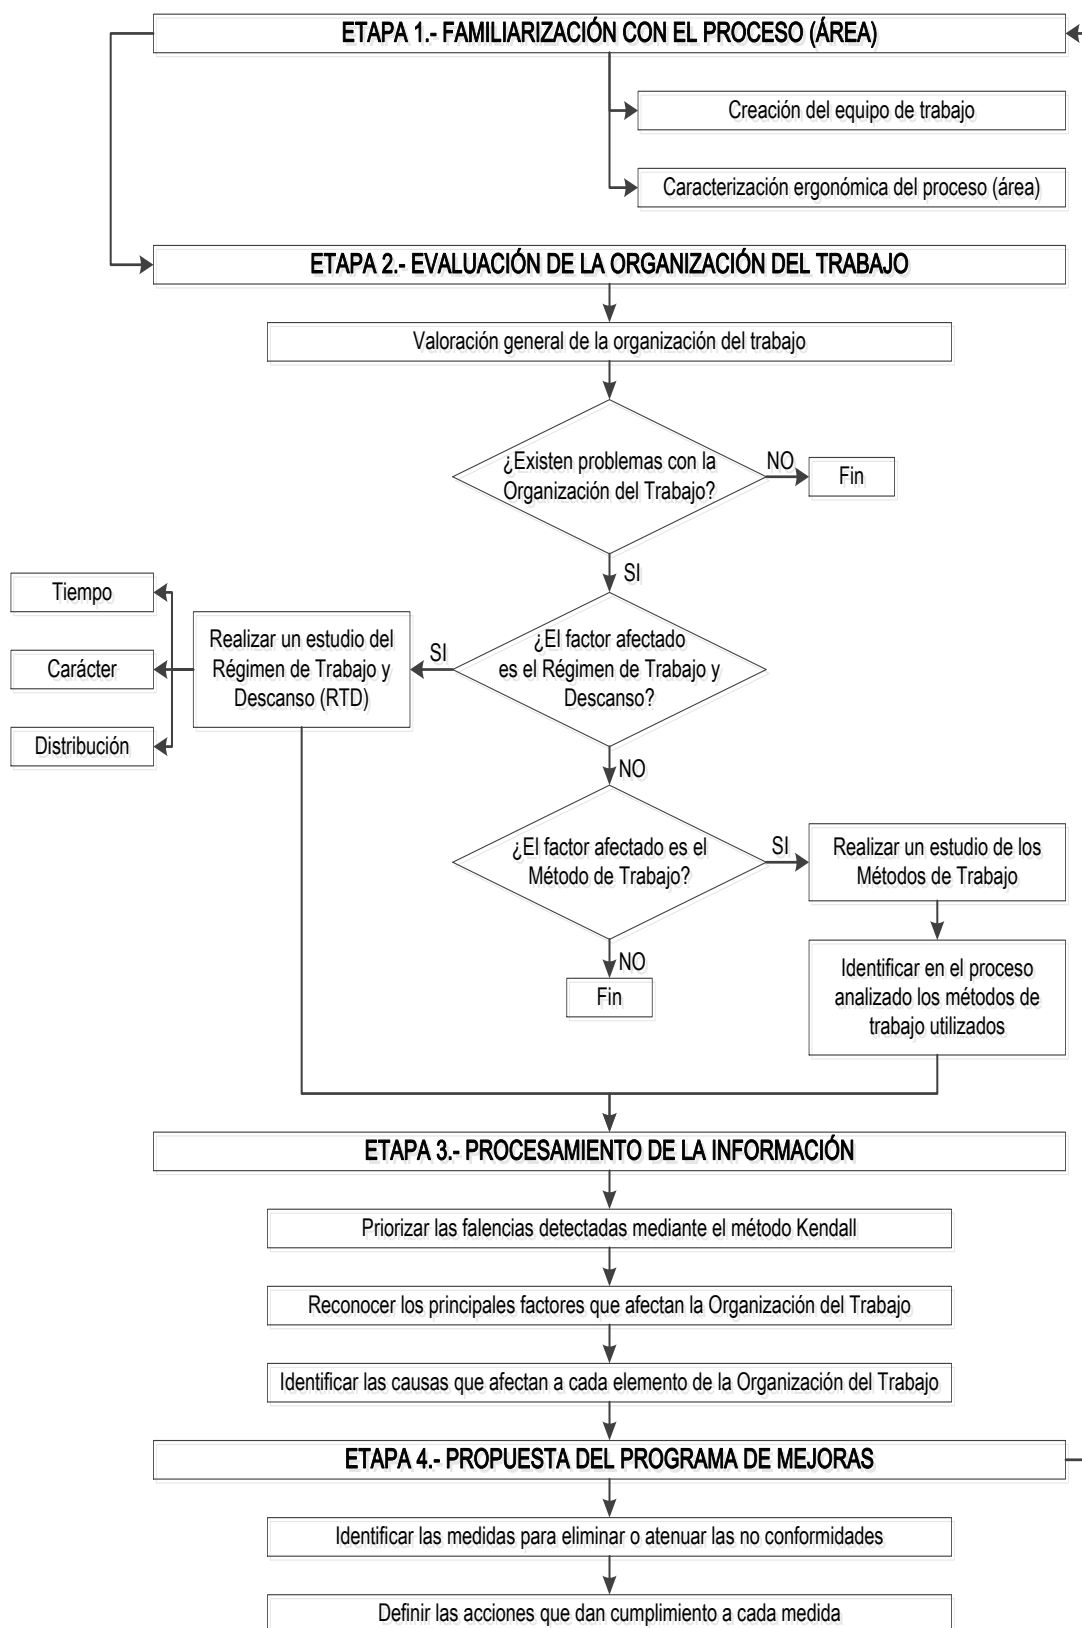 ETAPA 1.- FAMILIARIZACIÓN CON EL PROCESO (ÁREA)
Creación del equipo de trabajo
Caracterización ergonómica del proceso (área)
ETAPA 2.- EVALUACIÓN DE LA ORGANIZACIÓN DEL TRABAJO
Valoración general de la organización del trabajo
¿Existen problemas con la
Organización del Trabajo?
NO
Fin
SI
¿El factor afectado
es el Régimen de Trabajo y
Descanso?
SI
Realizar un estudio del
Régimen de Trabajo y
Descanso (RTD)
Tiempo
Carácter
Distribución
NO
¿El factor afectado es el
Método de Trabajo?
SI
Realizar un estudio de los
Métodos de Trabajo
Identificar en el proceso
analizado los métodos de
trabajo utilizados
NO
Fin
ETAPA 3.- PROCESAMIENTO DE LA INFORMACIÓN
Priorizar las falencias detectadas mediante el método Kendall
Reconocer los principales factores que afectan la Organización del Trabajo
Identificar las causas que afectan a cada elemento de la Organización del Trabajo
ETAPA 4.- PROPUESTA DEL PROGRAMA DE MEJORAS
Identificar las medidas para eliminar o atenuar las no conformidades
Definir las acciones que dan cumplimiento a cada medida